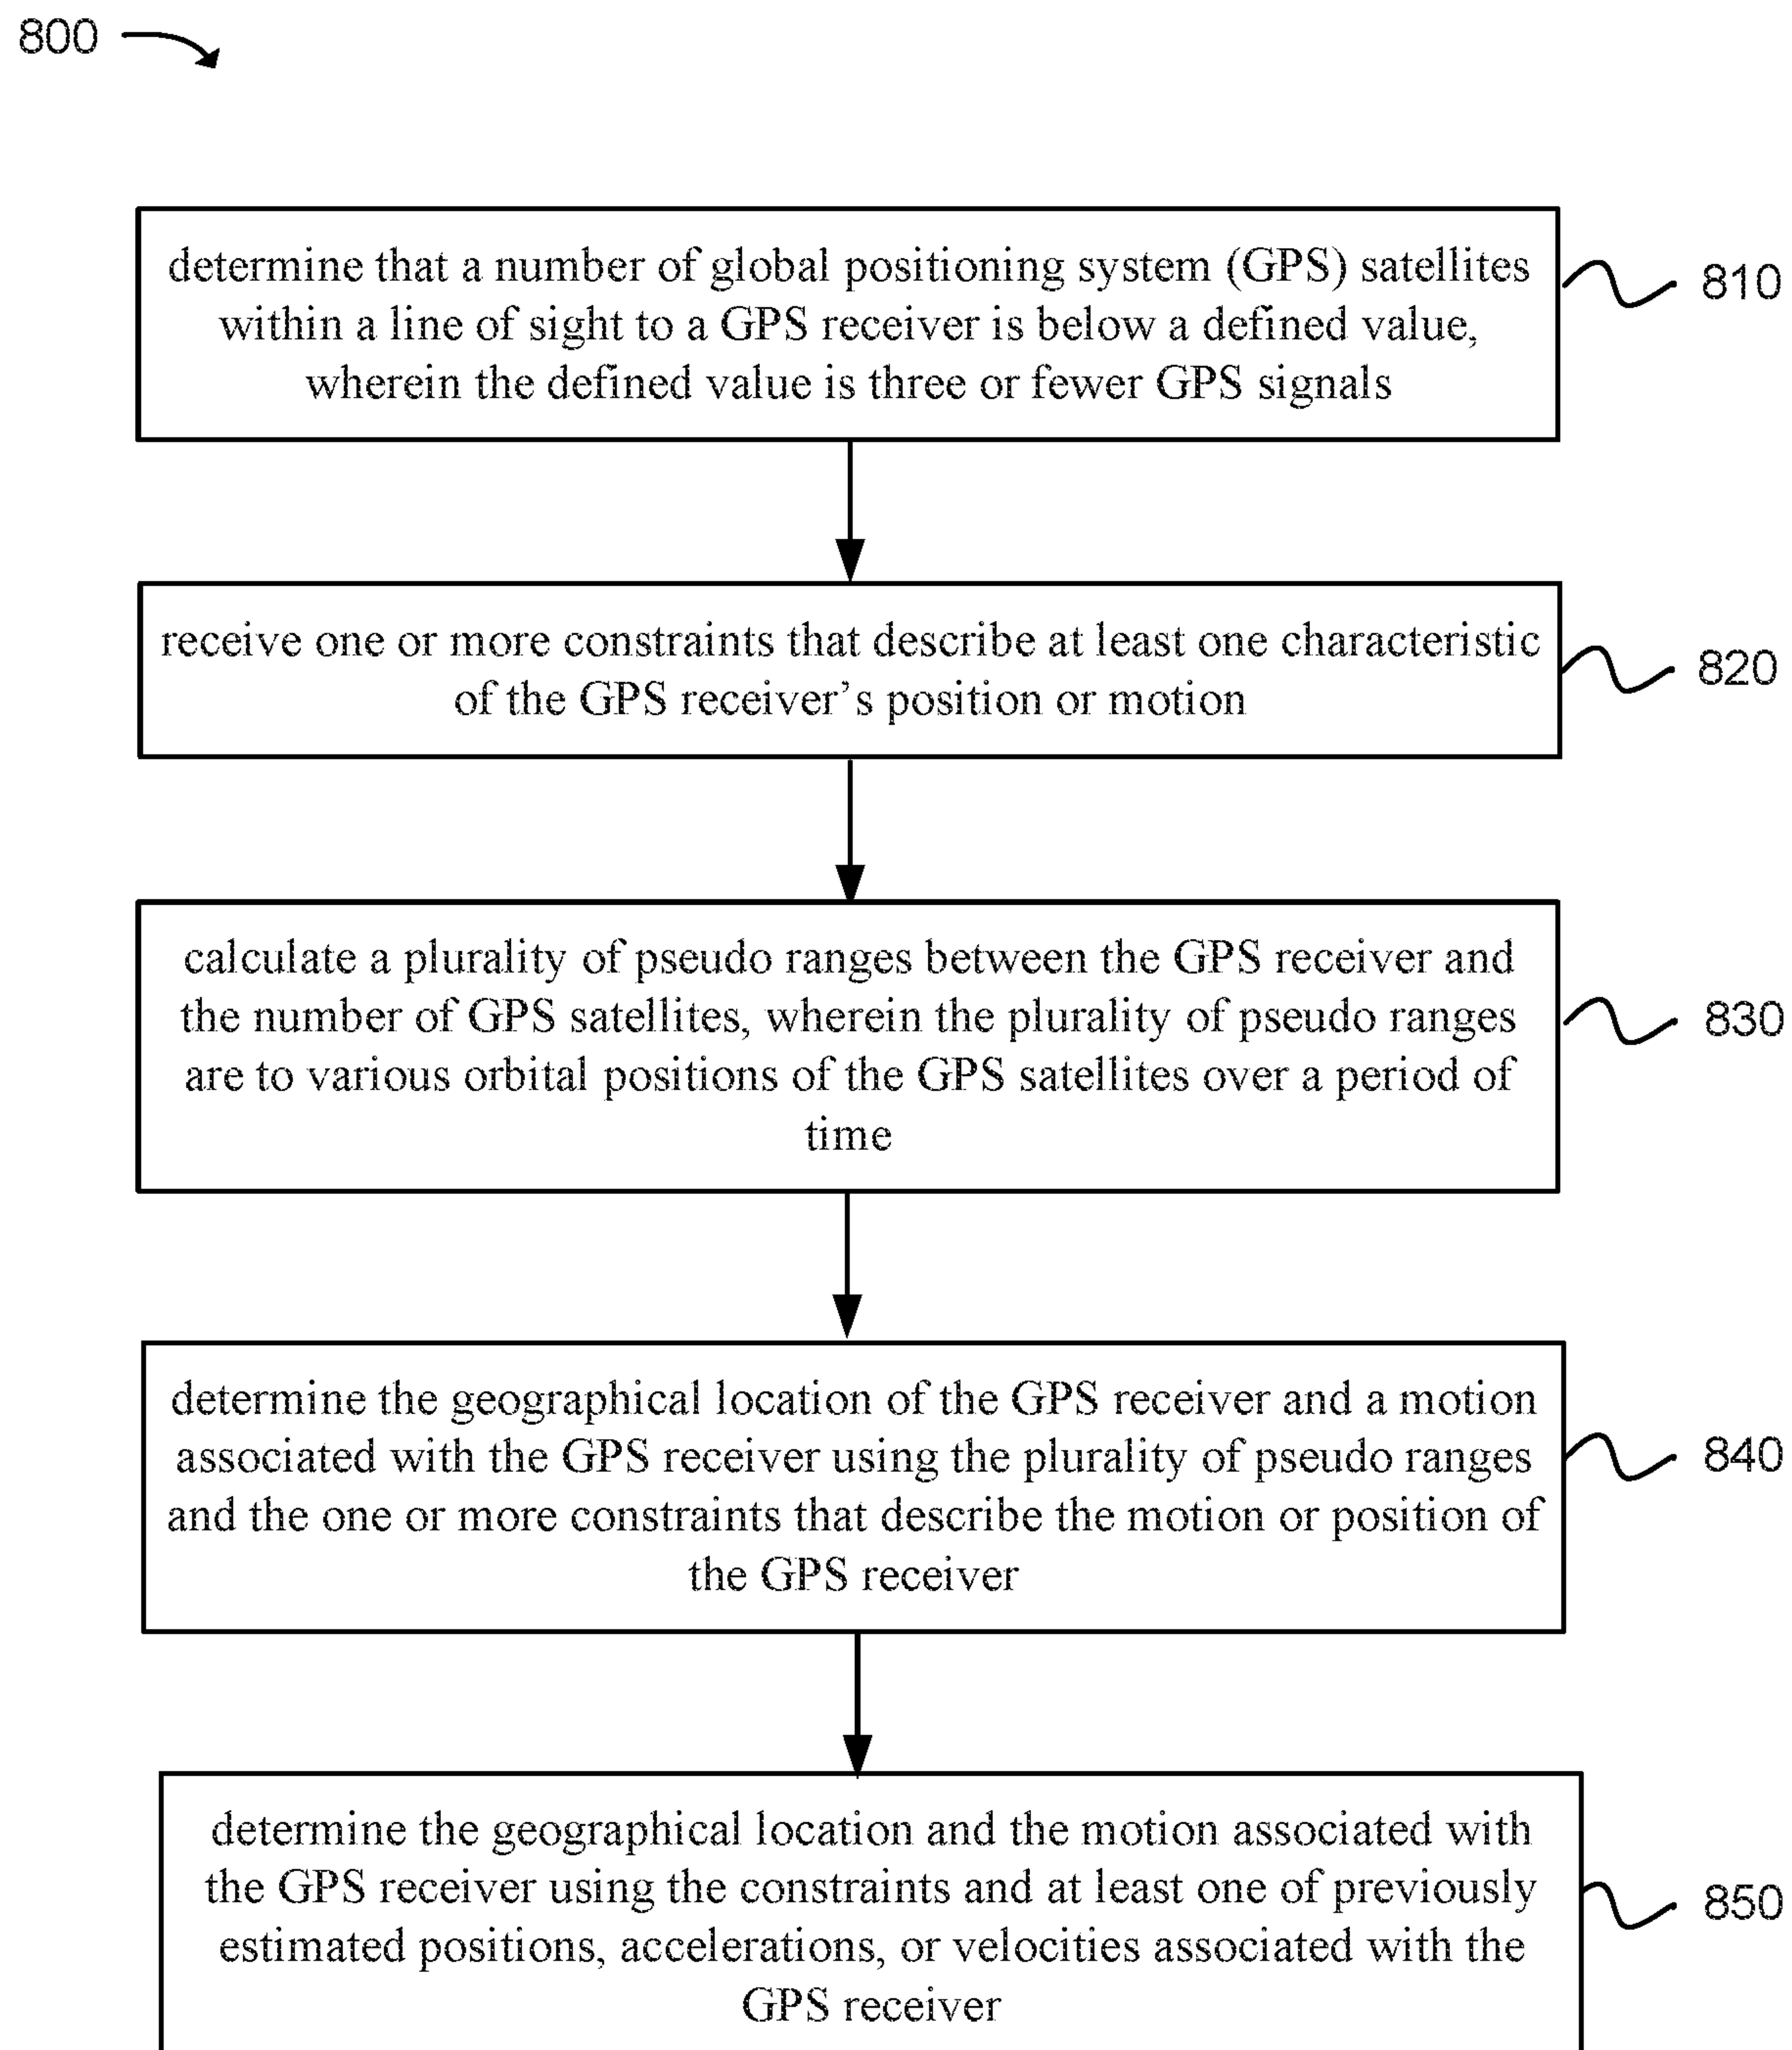 800
determine that a number of global positioning system (GPS) satellites
within a line of sight to a GPS receiver is below a defined value,
wherein the defined value is three or fewer GPS signals
810
receive one or more constraints that describe at least one characteristic
of the GPS receiver’s position or motion
820
calculate a plurality of pseudo ranges between the GPS receiver and
the number of GPS satellites, wherein the plurality of pseudo ranges
are to various orbital positions of the GPS satellites over a period of
time
830
determine the geographical location of the GPS receiver and a motion
associated with the GPS receiver using the plurality of pseudo ranges
and the one or more constraints that describe the motion or position of
the GPS receiver
840
determine the geographical location and the motion associated with
the GPS receiver using the constraints and at least one of previously
estimated positions, accelerations, or velocities associated with the
GPS receiver
850